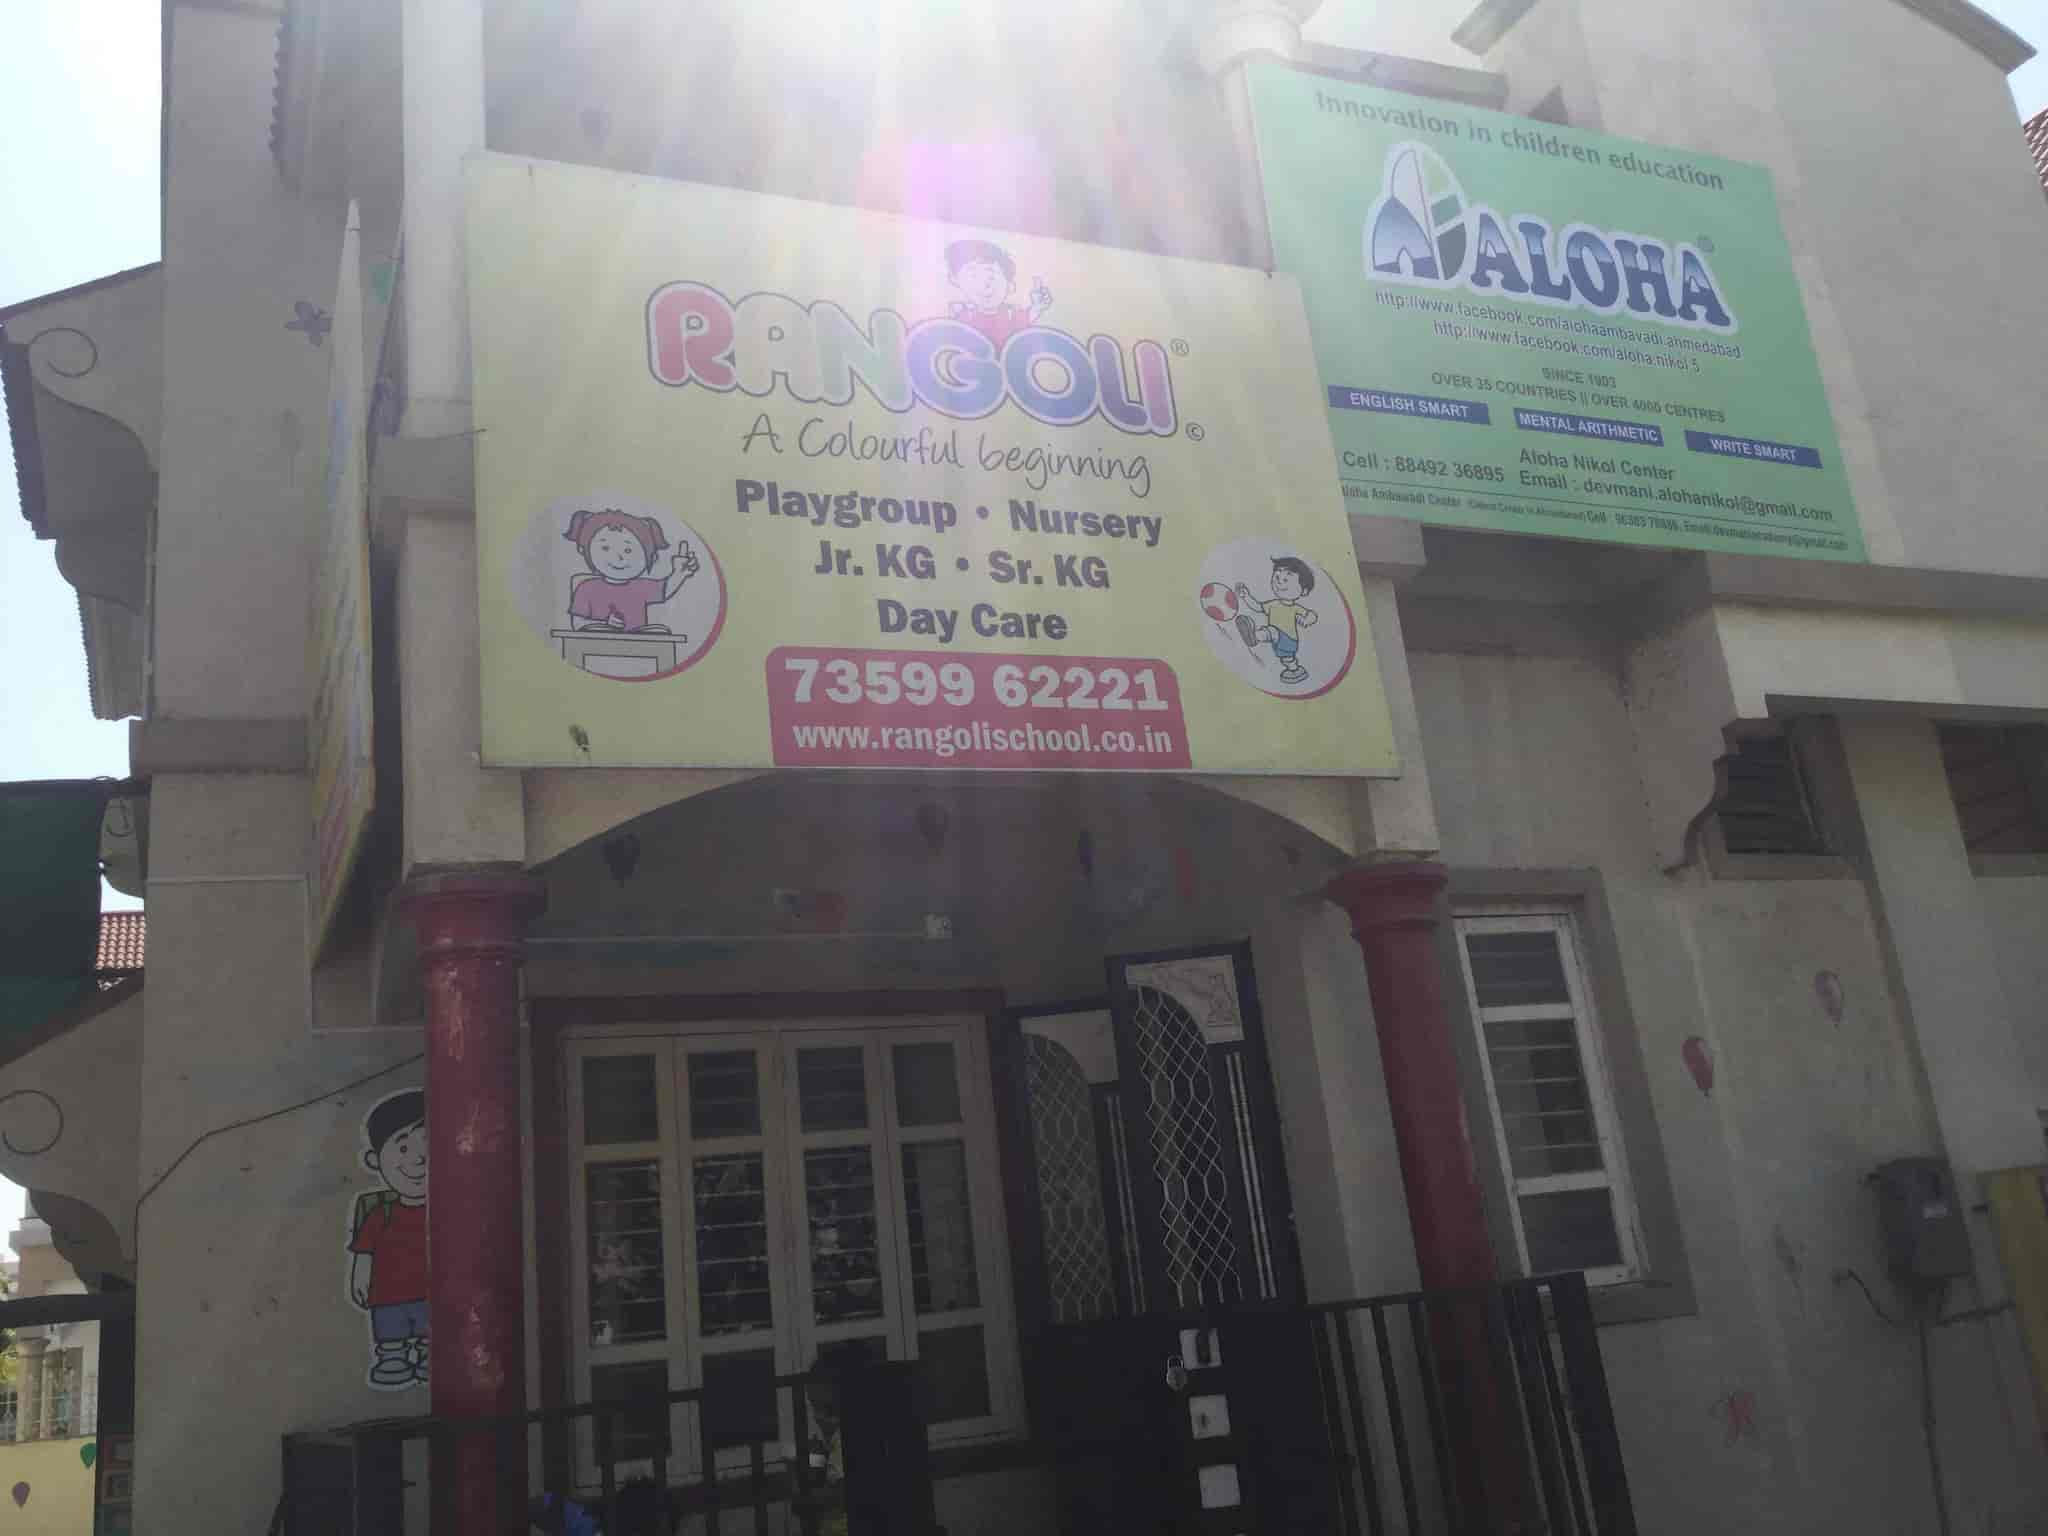 RANGOLI®
©
A Colourful beginning
Playgroup • Nursery
Jr. KG • Sr. KG
Day Care
73599 62221
www.rangolischool.co.in
Innovation in children education
ALOHA®
http://www.facebook.com/alohaambavadi.ahmedabad
http://www.facebook.com/aloha.nikol.5
SINCE 1993
OVER 35 COUNTRIES || OVER 4000 CENTRES
ENGLISH SMART
MENTAL ARITHMETIC
WRITE SMART
Cell : 88492 36895
Aloha Nikol Center
Email : devmani.alohanikol@gmail.com
Aloha Ambawadi Center